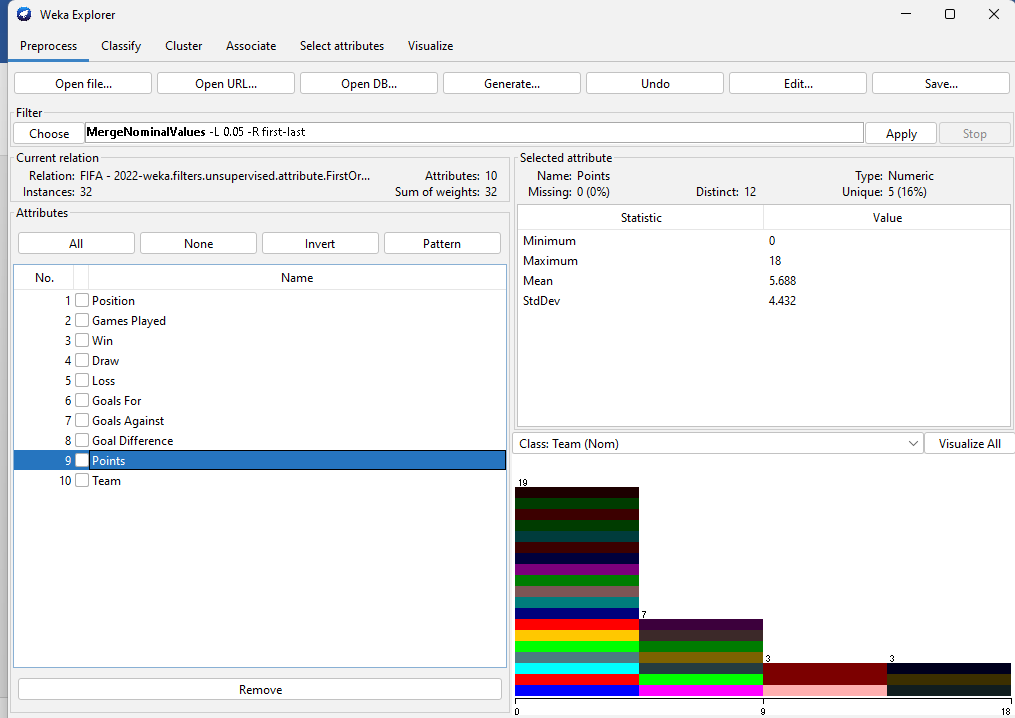 Weka Explorer
Preprocess Classify Cluster Associate Select attributes Visualize
Open file... Open URL... Open DB... Generate... Undo Edit... Save...
Filter
Choose MergeNominalValues -L 0.05 -R first-last Apply Stop
Current relation
Relation: FIFA - 2022-weka.filters.unsupervised.attribute.FirstOr... Attributes: 10
Instances: 32 Sum of weights: 32
Attributes
All None Invert Pattern
No. Name
1 Position
2 Games Played
3 Win
4 Draw
5 Loss
6 Goals For
7 Goals Against
8 Goal Difference
9 Points
10 Team
Remove
Selected attribute
Name: Points Type: Numeric
Missing: 0 (0%) Distinct: 12 Unique: 5 (16%)
Statistic Value
Minimum 0
Maximum 18
Mean 5.688
StdDev 4.432
Class: Team (Nom) Visualize All
19
7
3 3
0 9 18